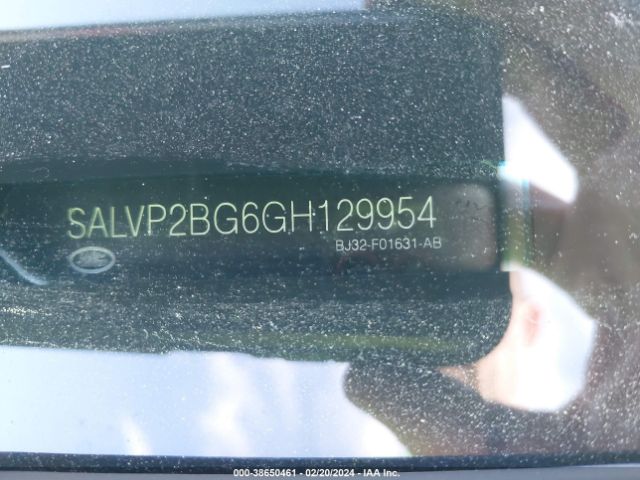 SALVP2BG6GH129954
BJ32-F01631-AB
000-38650461 - 02/20/2024 - IAA Inc.